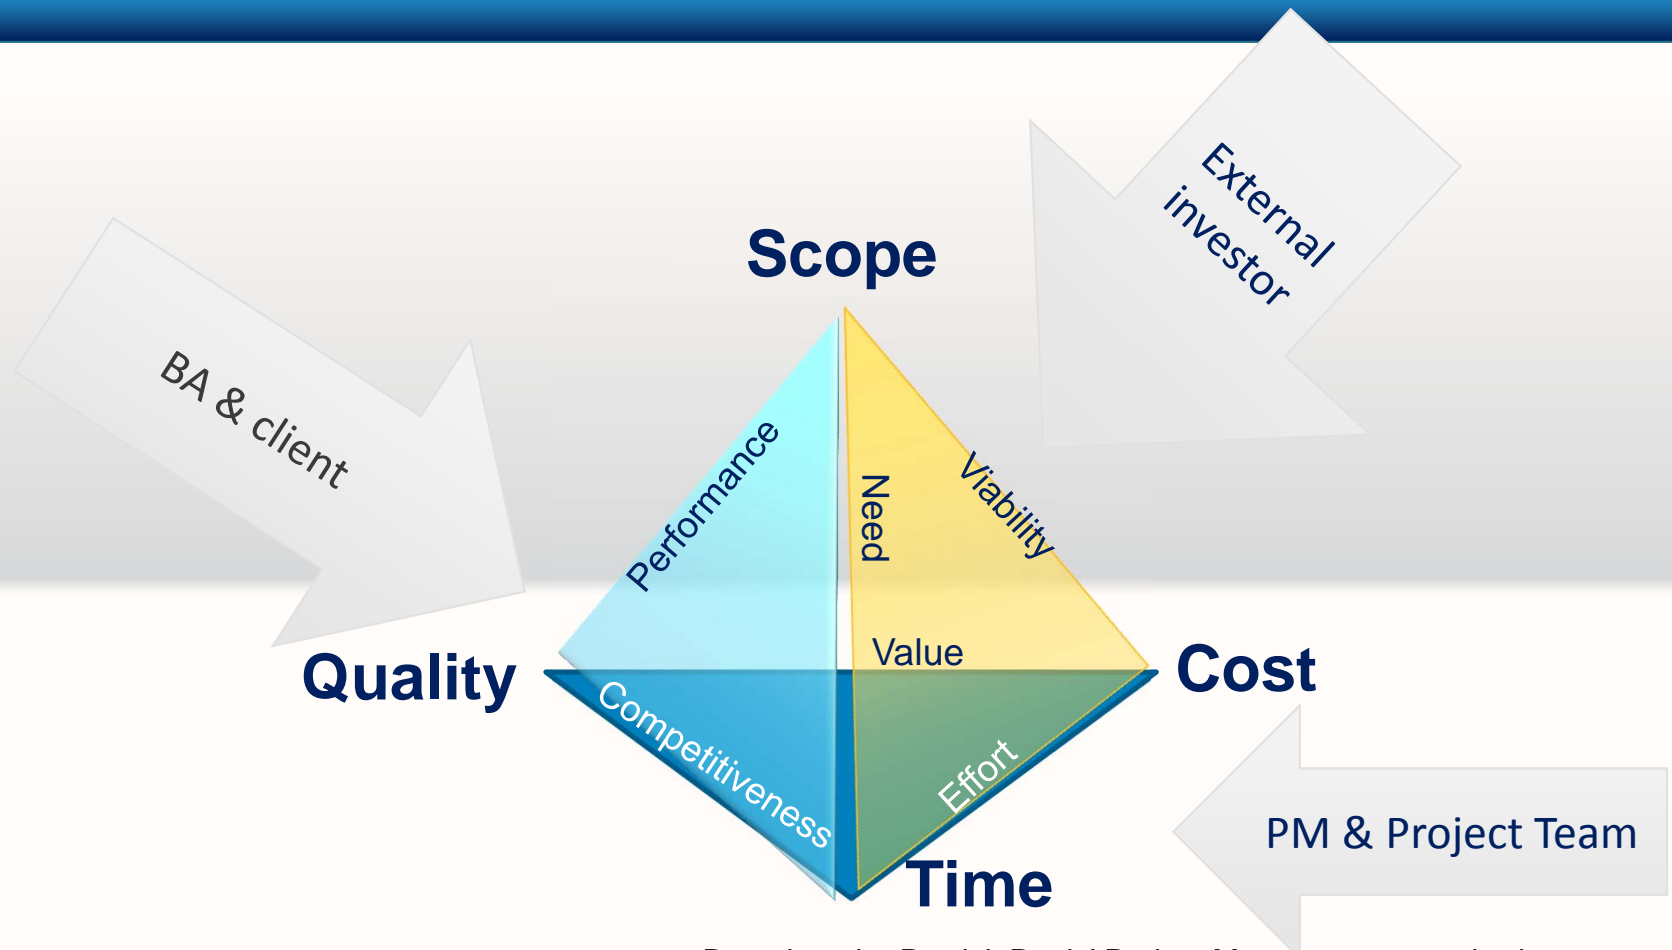 External
investor
Scope
BA & client
Performance
Need
Viability
Value
Quality
Cost
Competitiveness
Effort
PM & Project Team
Time